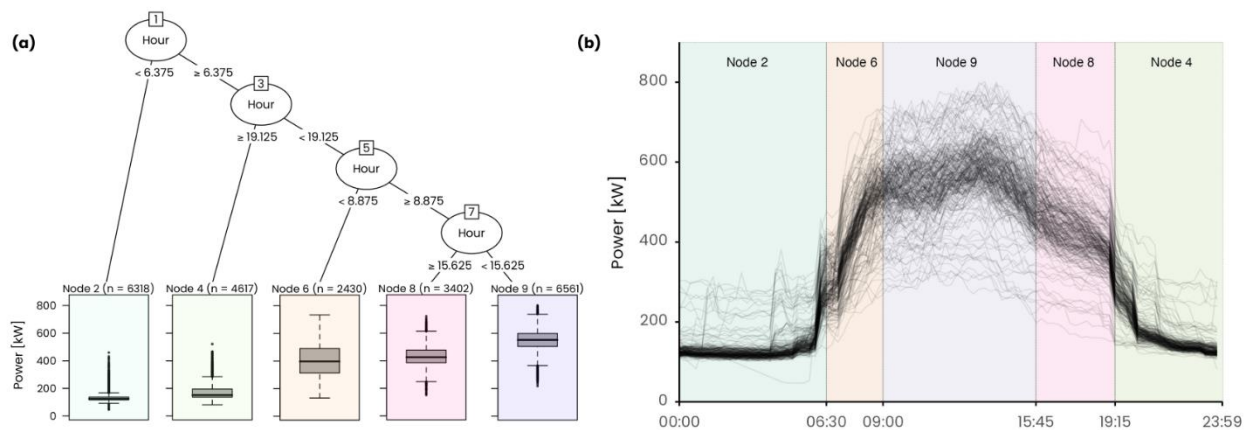 (a)
1
Hour
< 6.375
≥ 6.375
3
Hour
≥ 19.125
< 19.125
5
Hour
< 8.875
≥ 8.875
7
Hour
≥ 15.625
< 15.625
Node 2 (n = 6318)
Node 4 (n = 4617)
Node 6 (n = 2430)
Node 8 (n = 3402)
Node 9 (n = 6561)
Power [kW]
800
600
400
200
0
(b)
Node 2
Node 6
Node 9
Node 8
Node 4
Power [kW]
800
600
400
200
0
00:00
06:30
09:00
15:45
19:15
23:59